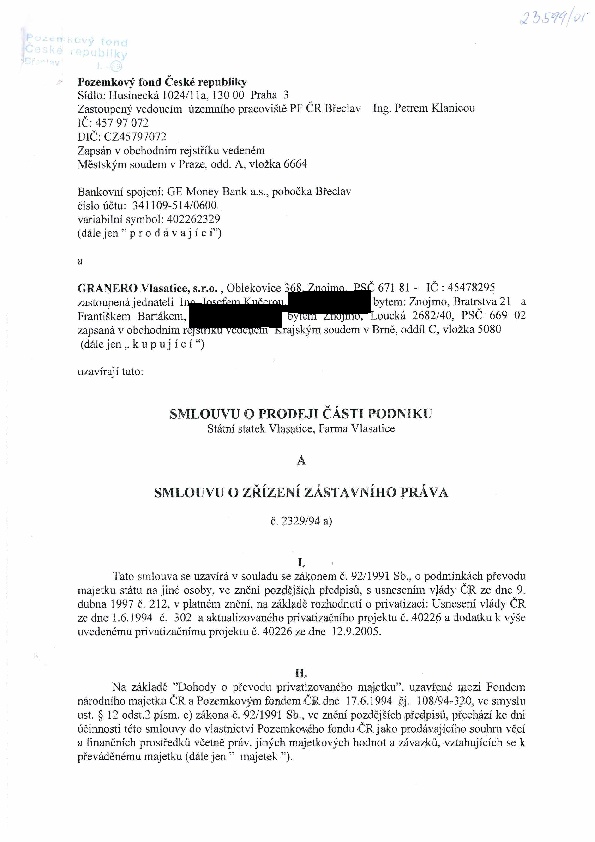 23599/05
Pozemkový fond
České republiky
Břeclav
Pozemkový fond České republiky
Sídlo: Husinecká 1024/11a, 130 00 Praha 3
Zastoupený vedoucím územního pracoviště PF ČR Břeclav Ing. Petrem Klanicou
IČ: 457 97 072
DIČ: CZ45797072
Zapsán v obchodním rejstříku vedeném
Městským soudem v Praze, odd. A, vložka 6664
Bankovní spojení: GE Money Bank a.s., pobočka Břeclav
číslo účtu: 341109-514/0600
variabilní symbol: 402262329
(dále jen " p r o d á v a j í c í")
a
GRANERO Vlasatice, s.r.o. , Oblekovice 368, Znojmo, PSČ 671 81 - IČ : 45478295
zastoupená jednateli Ing. Josefem Kučerou, bytem: Znojmo, Bratrstva 21 a
Františkem Bartákem, bytem Znojmo, Loucká 2682/40, PSČ 669 02
zapsaná v obchodním rejstříku vedeném Krajským soudem v Brně, oddíl C, vložka 5080
(dále jen „ k u p u j í c í “)
uzavírají tuto:
SMLOUVU O PRODEJI ČÁSTI PODNIKU
Státní statek Vlasatice, Farma Vlasatice
A
SMLOUVU O ZŘÍZENÍ ZÁSTAVNÍHO PRÁVA
č. 2329/94 a)
I.
Tato smlouva se uzavírá v souladu se zákonem č. 92/1991 Sb., o podmínkách převodu
majetku státu na jiné osoby, ve znění pozdějších předpisů, s usnesením vlády ČR ze dne 9.
dubna 1997 č. 212, v platném znění, na základě rozhodnutí o privatizaci: Usnesení vlády ČR
ze dne 1.6.1994 č. 302 a aktualizovaného privatizačního projektu č. 40226 a dodatku k výše
uvedenému privatizačnímu projektu č. 40226 ze dne 12.9.2005.
II.
Na základě "Dohody o převodu privatizovaného majetku", uzavřené mezi Fondem
národního majetku ČR a Pozemkovým fondem ČR dne 17.6.1994 čj. 108/94-320, ve smyslu
ust. § 12 odst.2 písm. c) zákona č. 92/1991 Sb., ve znění pozdějších předpisů, přechází ke dni
účinnosti této smlouvy do vlastnictví Pozemkového fondu ČR jako prodávajícího souhrn věcí
a finančních prostředků včetně práv, jiných majetkových hodnot a závazků, vztahujících se k
převáděnému majetku (dále jen " majetek ").